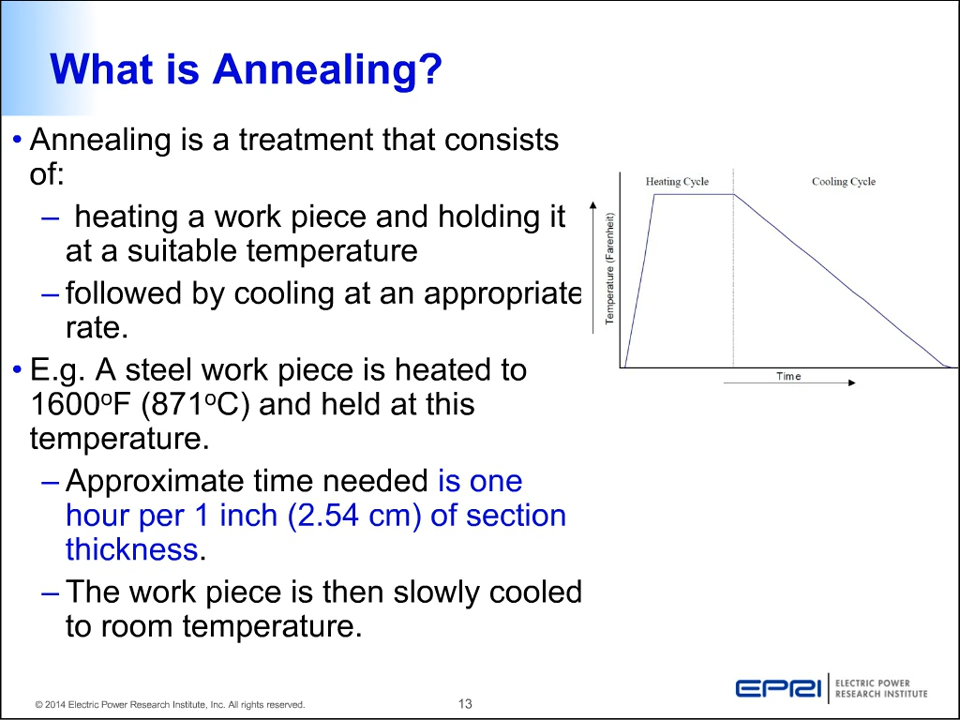 What is Annealing?
• Annealing is a treatment that consists
of:
– heating a work piece and holding it
at a suitable temperature
– followed by cooling at an appropriate
rate.
• E.g. A steel work piece is heated to
1600oF (871oC) and held at this
temperature.
– Approximate time needed is one
hour per 1 inch (2.54 cm) of section
thickness.
– The work piece is then slowly cooled
to room temperature.
Heating Cycle
Cooling Cycle
Temperature (Farenheit)
Time
© 2014 Electric Power Research Institute, Inc. All rights reserved.
13
EPRI
ELECTRIC POWER
RESEARCH INSTITUTE